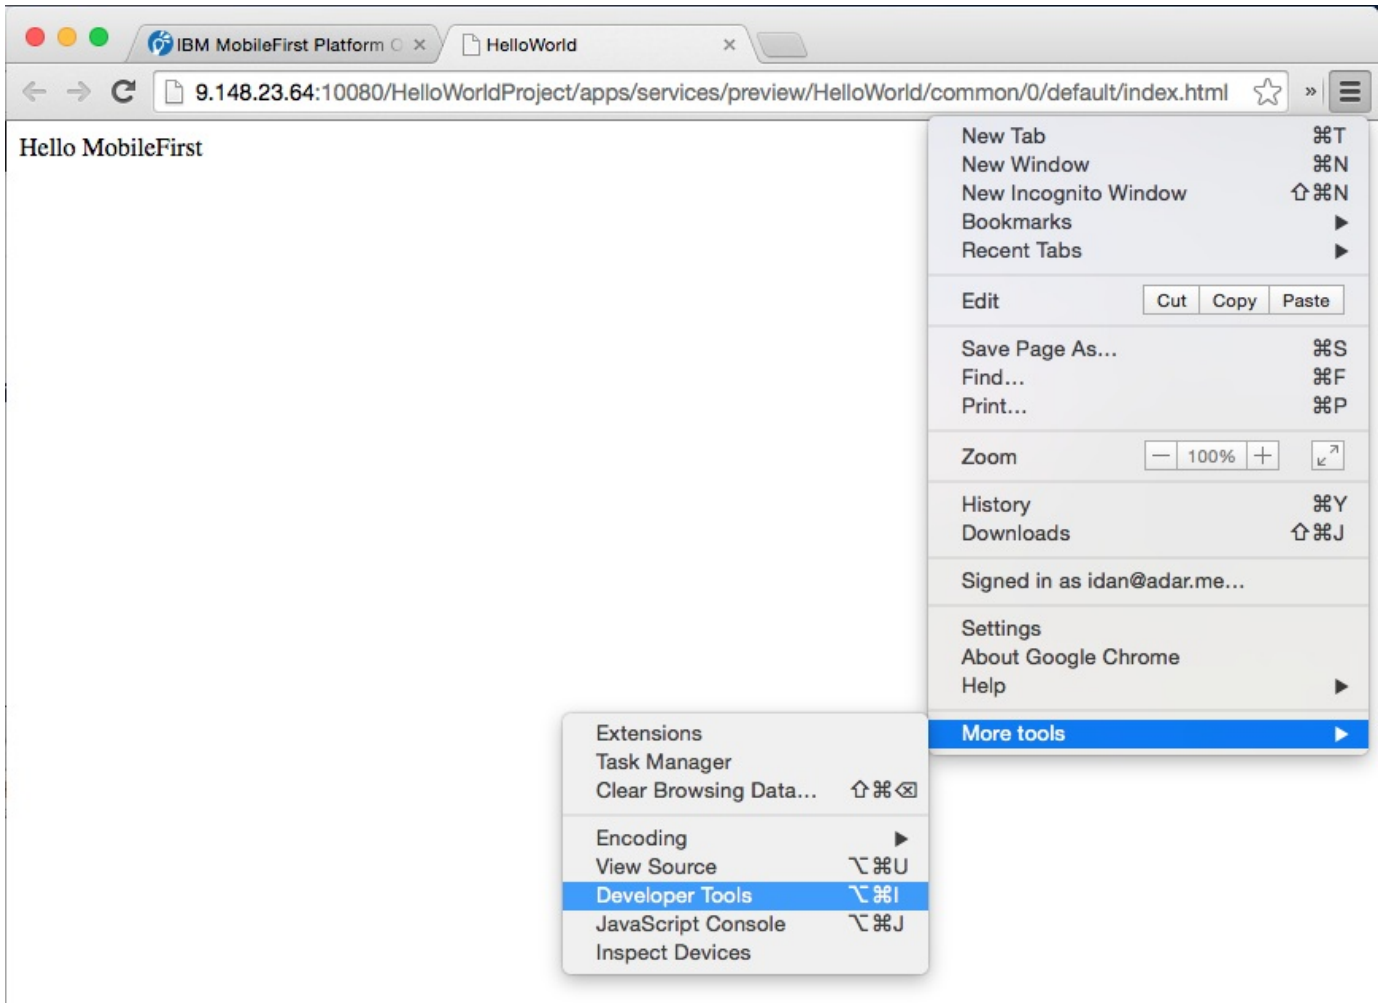 IBM MobileFirst Platform O
HelloWorld
9.148.23.64:10080/HelloWorldProject/apps/services/preview/HelloWorld/common/0/default/index.html
Hello MobileFirst
New Tab ⌘T
New Window ⌘N
New Incognito Window ⇧⌘N
Bookmarks ▶
Recent Tabs ▶
Edit Cut Copy Paste
Save Page As... ⌘S
Find... ⌘F
Print... ⌘P
Zoom — 100% +
History ⌘Y
Downloads ⇧⌘J
Signed in as idan@adar.me...
Settings
About Google Chrome
Help ▶
More tools ▶
Extensions
Task Manager
Clear Browsing Data... ⇧⌘⌫
Encoding ▶
View Source ⌥⌘U
Developer Tools ⌥⌘I
JavaScript Console ⌥⌘J
Inspect Devices